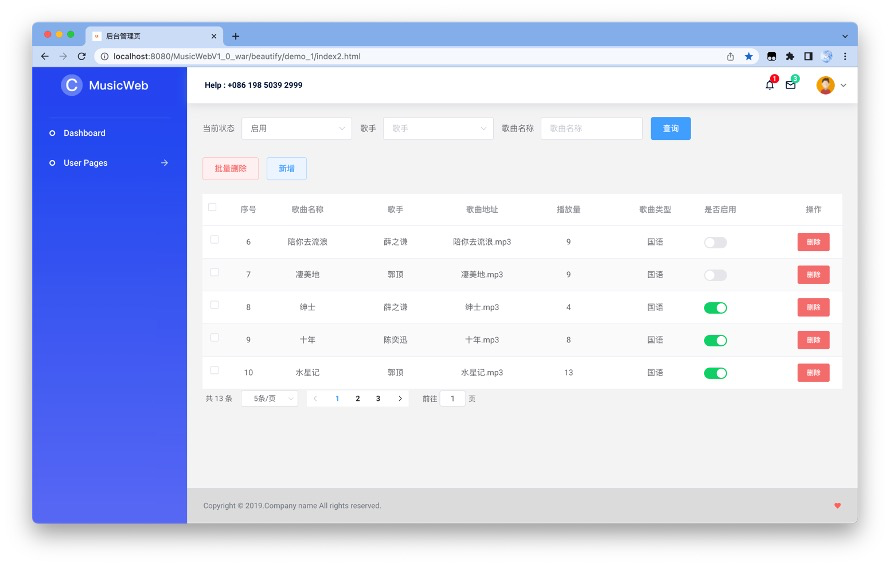 后台管理页
localhost:8080/MusicWebV1_0_war/beautify/demo_1/index2.html
C MusicWeb
Help : +086 198 5039 2999
1
3
Dashboard
User Pages
当前状态 启用 歌手 歌手 歌曲名称 歌曲名称 查询
批量删除 新增
序号 歌曲名称 歌手 歌曲地址 播放量 歌曲类型 是否启用 操作
6 陪你去流浪 薛之谦 陪你去流浪.mp3 9 国语 删除
7 凄美地 郭顶 凄美地.mp3 9 国语 删除
8 绅士 薛之谦 绅士.mp3 4 国语 删除
9 十年 陈奕迅 十年.mp3 8 国语 删除
10 水星记 郭顶 水星记.mp3 13 国语 删除
共 13 条 5条/页 1 2 3 前往 1 页
Copyright © 2019.Company name All rights reserved.